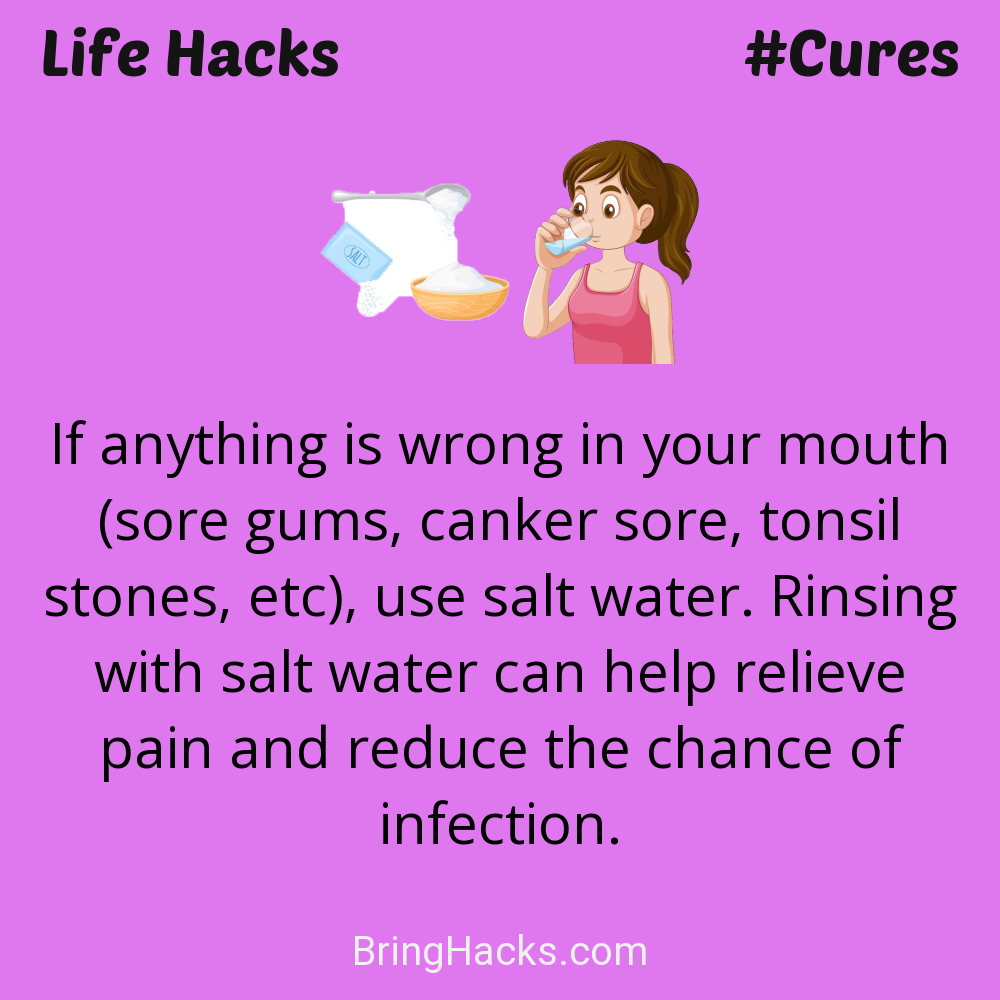 Life Hacks #Cures
SALT
If anything is wrong in your mouth
(sore gums, canker sore, tonsil
stones, etc), use salt water. Rinsing
with salt water can help relieve
pain and reduce the chance of
infection.
BringHacks.com